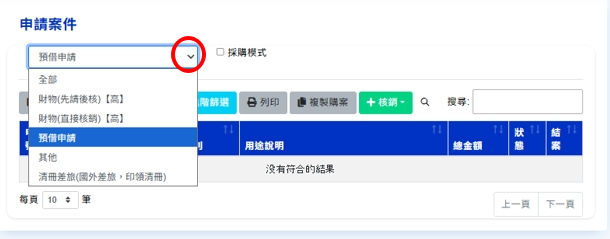 申請案件
預借申請
採購模式
全部
財物(先請後核)【高】
財物(直接核銷)【高】
預借申請
其他
清冊差旅(國外差旅，印領清冊)
階篩選
列印
複製購案
核銷
搜尋:
用途說明
總金額
狀態
結案
沒有符合的結果
每頁 10 筆
上一頁 下一頁